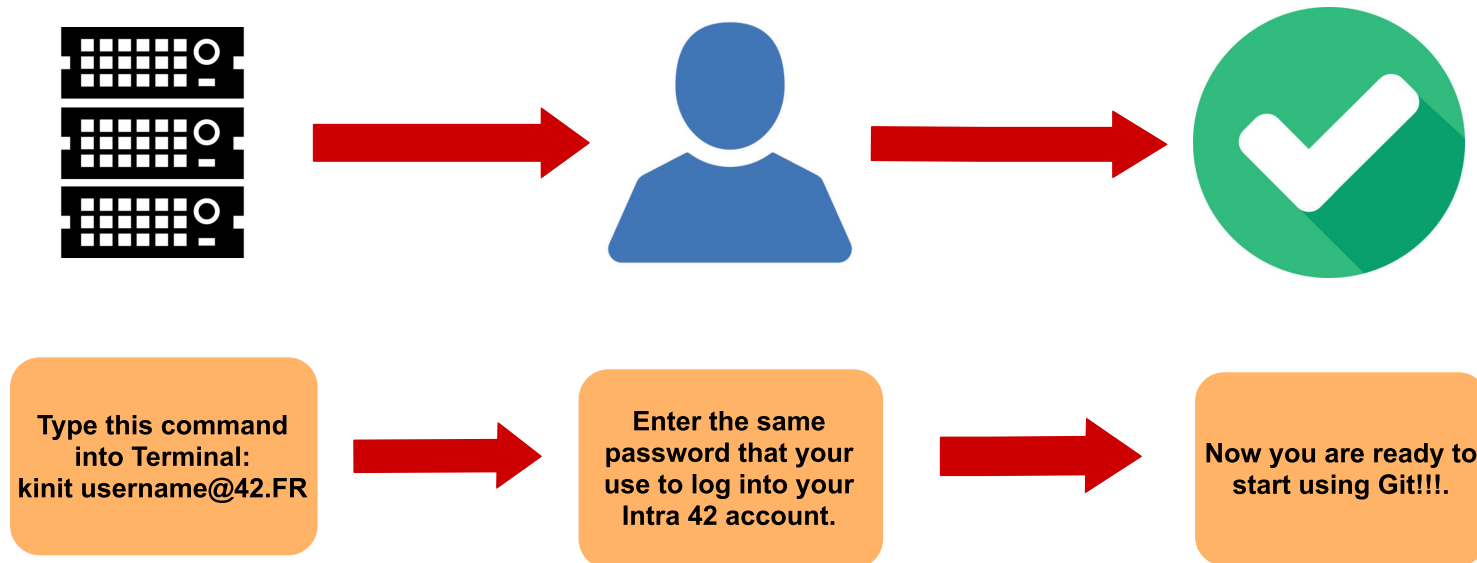 Type this command
into Terminal:
kinit username@42.FR
Enter the same
password that your
use to log into your
Intra 42 account.
Now you are ready to
start using Git!!!.